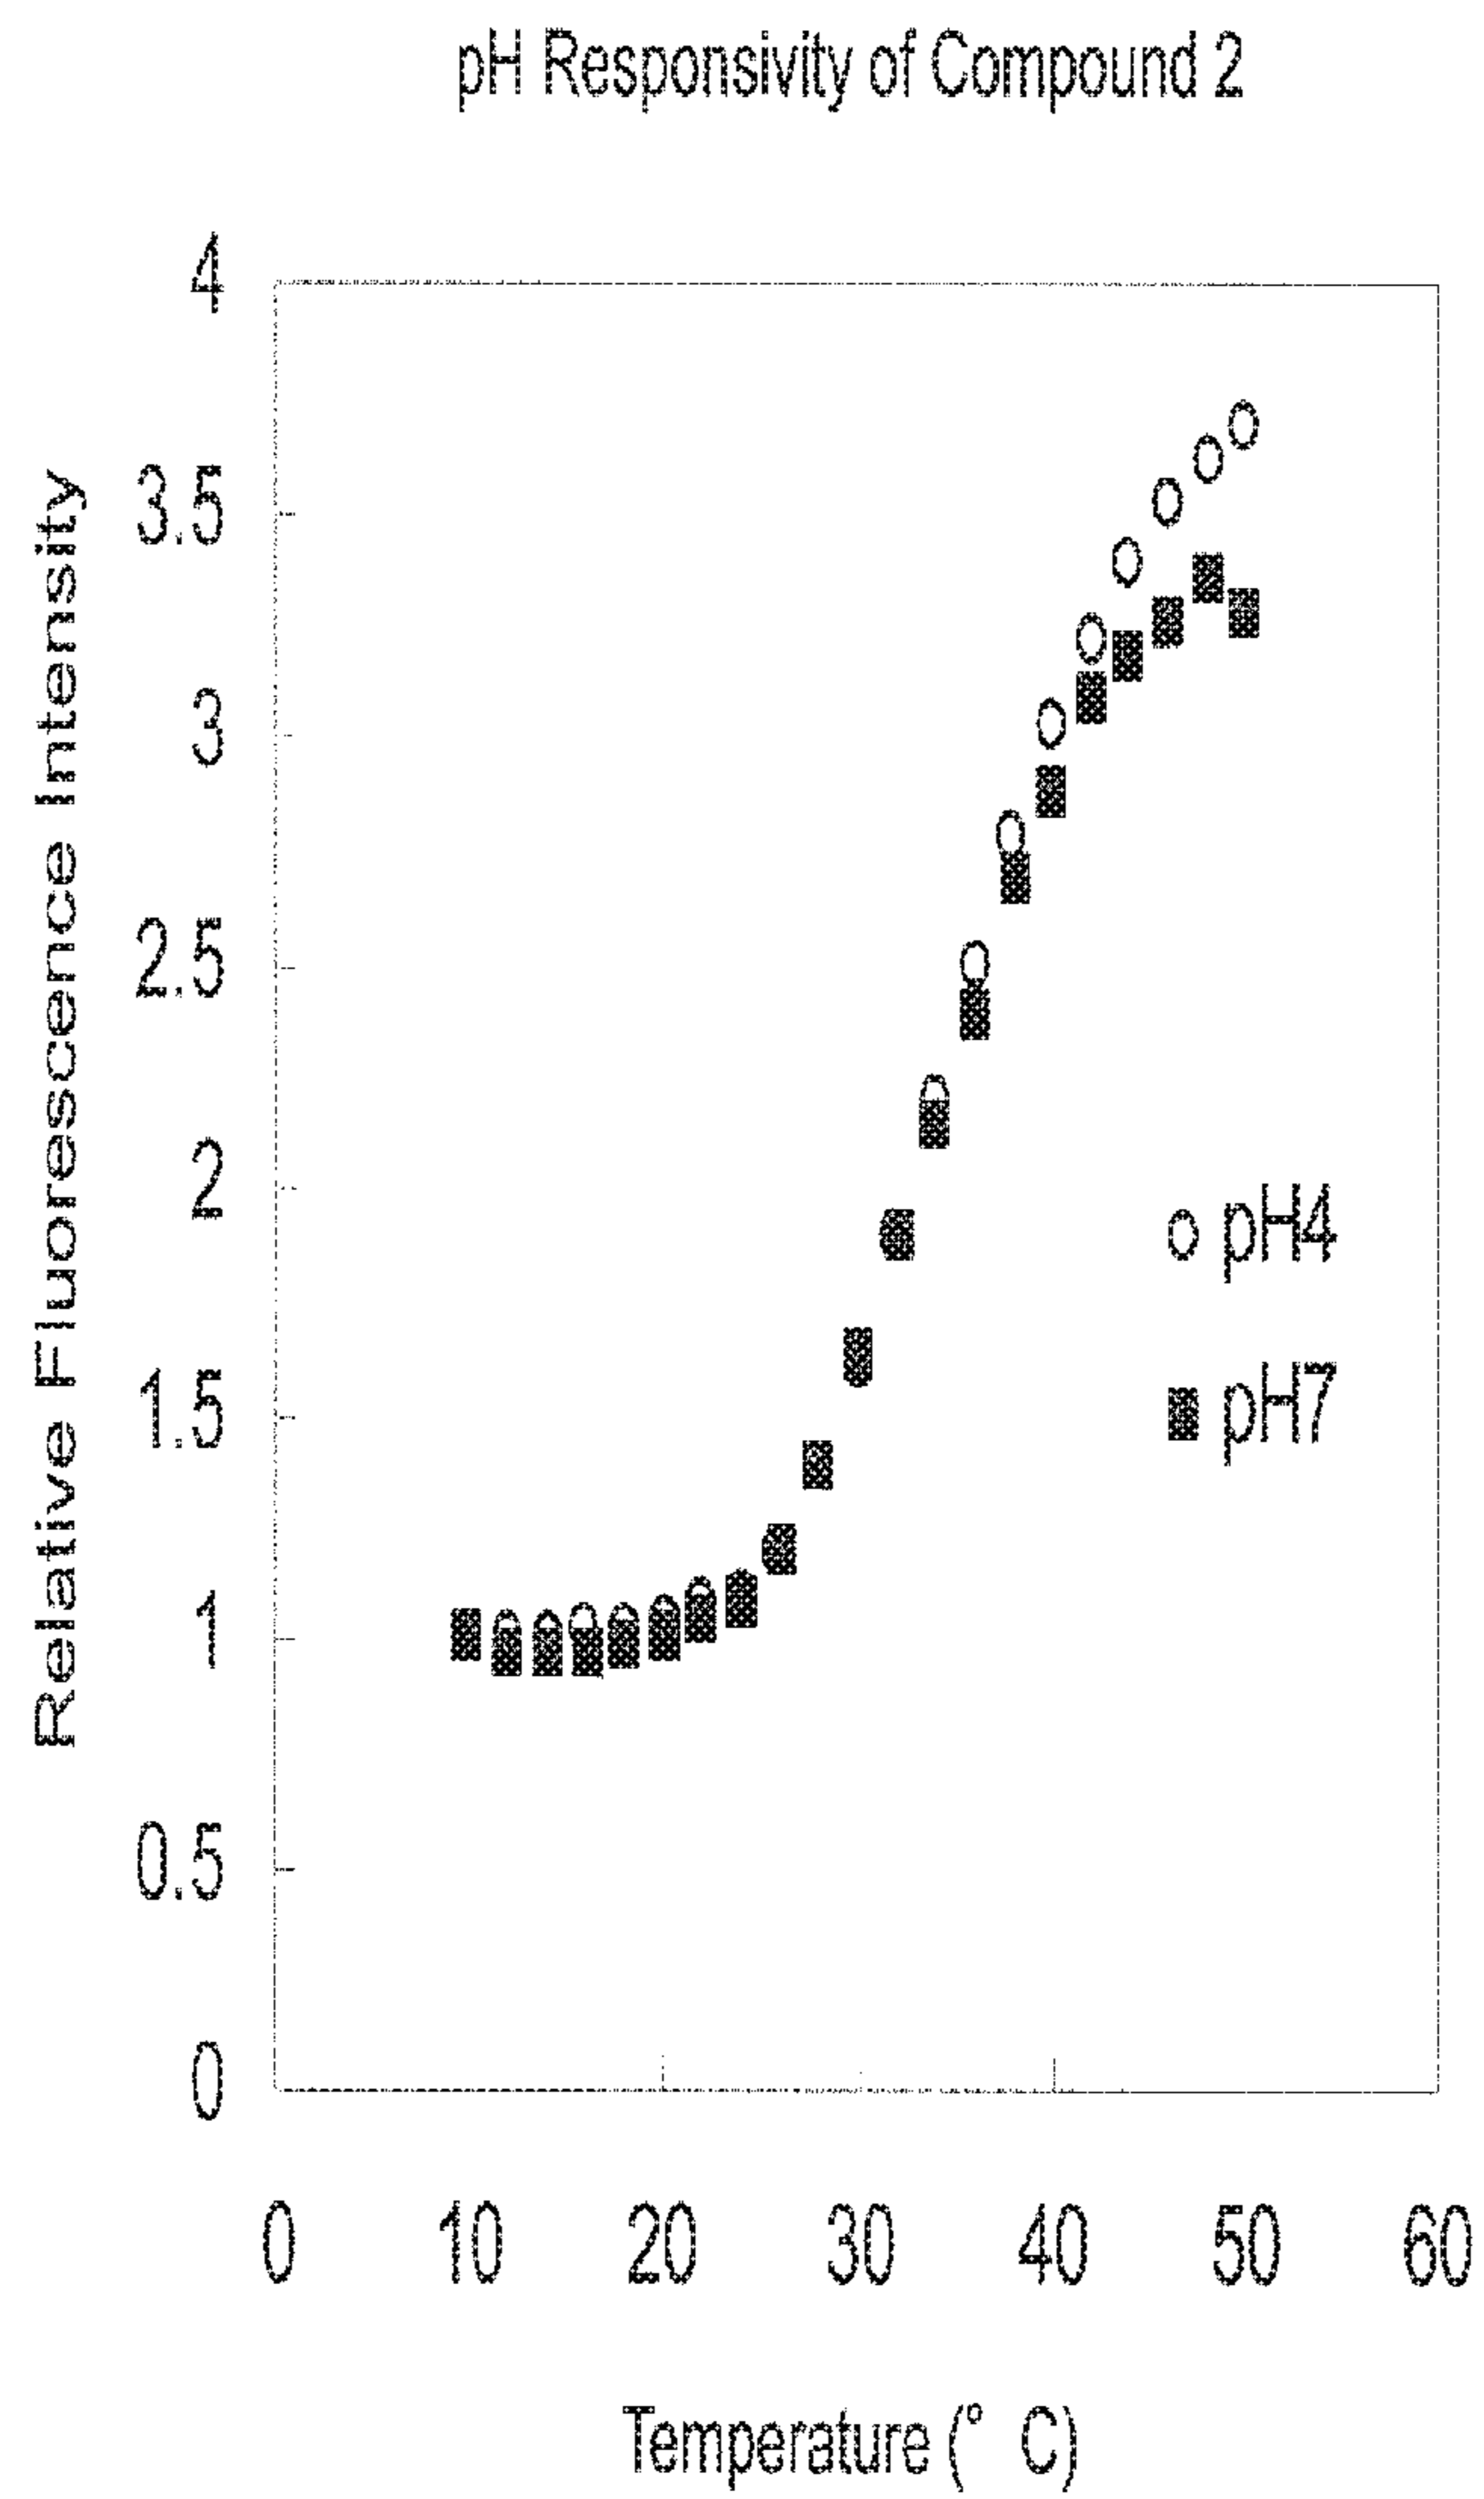 pH Responsivity of Compound 2
Relative Fluorescence Intensity
4
3.5
3
2.5
2
1.5
1
0.5
0
pH4
pH7
0 10 20 30 40 50 60
Temperature (° C)